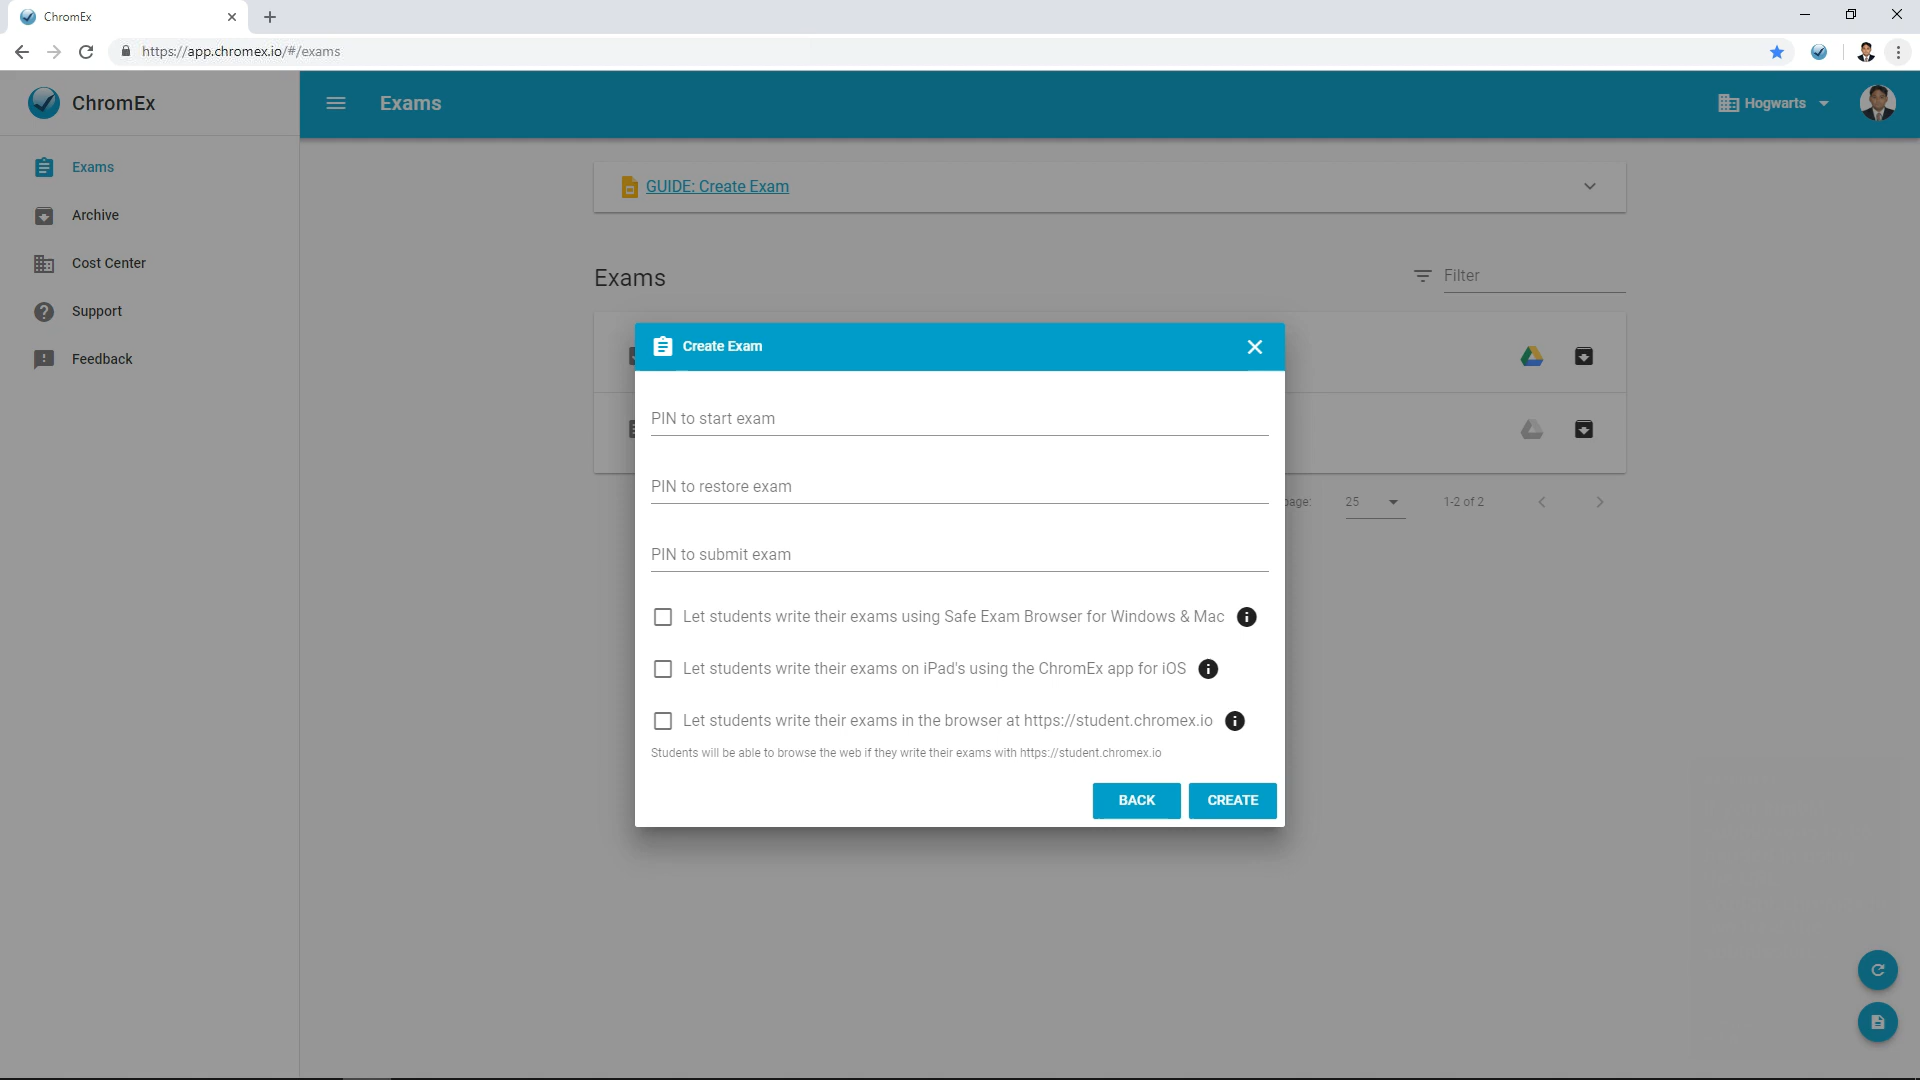 ChromEx
https://app.chromex.io/#/exams
ChromEx
Exams
Hogwarts
Exams
Archive
Cost Center
Support
Feedback
GUIDE: Create Exam
Exams
Filter
Create Exam
PIN to start exam
PIN to restore exam
PIN to submit exam
Let students write their exams using Safe Exam Browser for Windows & Mac
Let students write their exams on iPad's using the ChromEx app for iOS
Let students write their exams in the browser at https://student.chromex.io
Students will be able to browse the web if they write their exams with https://student.chromex.io
BACK
CREATE
page:
25
1-2 of 2